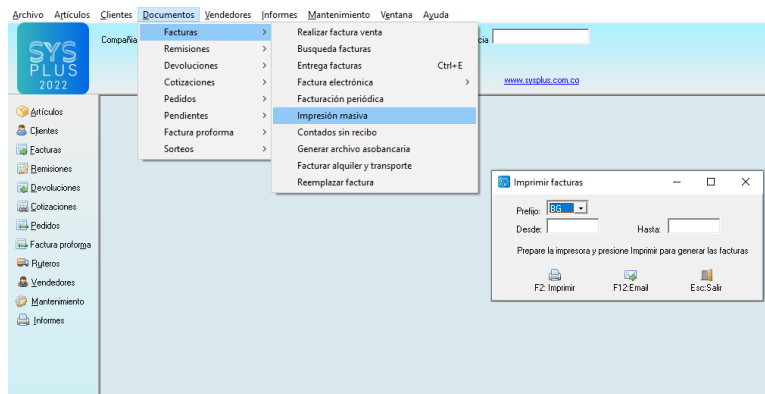 Archivo Artículos Clientes Documentos Vendedores Informes Mantenimiento Ventana Ayuda
SYS
PLUS
2022
Compañía
cia
www.sysplus.com.co
Facturas >
Remisiones >
Devoluciones >
Cotizaciones >
Pedidos >
Pendientes >
Factura proforma >
Sorteos >
Realizar factura venta
Busqueda facturas
Entrega facturas Ctrl+E
Factura electrónica >
Facturación periódica
Impresión masiva
Contados sin recibo
Generar archivo asobancaria
Facturar alquiler y transporte
Reemplazar factura
Artículos
Clientes
Facturas
Remisiones
Devoluciones
Cotizaciones
Pedidos
Factura proforma
Ruteros
Vendedores
Mantenimiento
Informes
Imprimir facturas
Prefijo: BG
Desde: Hasta:
Prepare la impresora y presione Imprimir para generar las facturas
F2: Imprimir F12:Email Esc:Salir